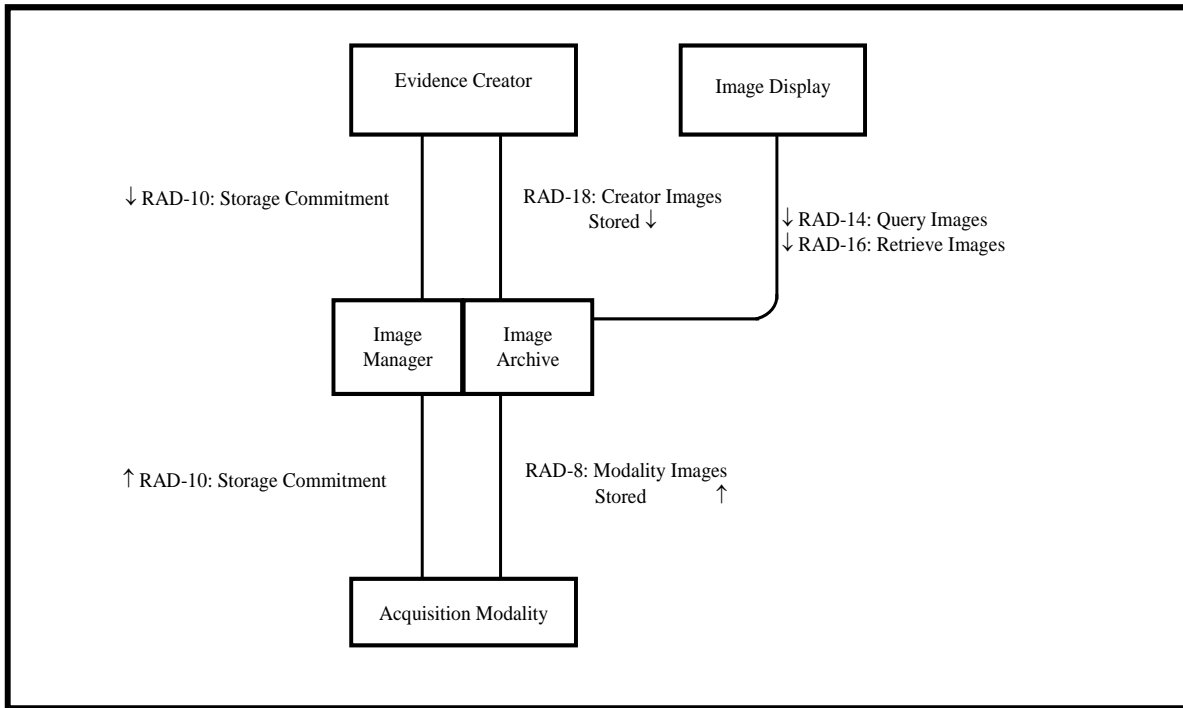 Evidence Creator
Image Display
↓ RAD-10: Storage Commitment
RAD-18: Creator Images
Stored ↓
↓ RAD-14: Query Images
↓ RAD-16: Retrieve Images
Image
Manager
Image
Archive
↑ RAD-10: Storage Commitment
RAD-8: Modality Images
Stored ↑
Acquisition Modality